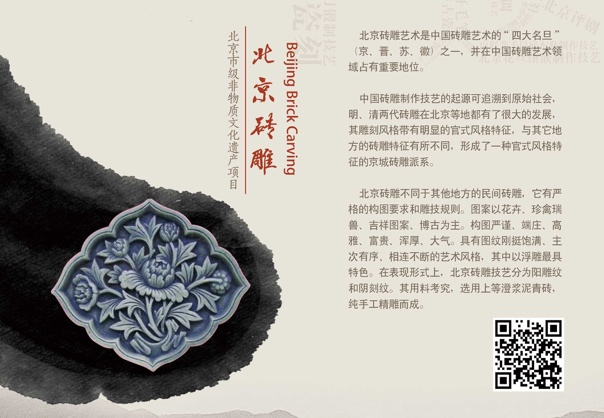 北京市级非物质文化遗产项目
北京砖雕
Beijing Brick Carving
北京砖雕艺术是中国砖雕艺术的“四大名旦”
（京、晋、苏、徽）之一，并在中国砖雕艺术领
域占有重要地位。
中国砖雕制作技艺的起源可追溯到原始社会，
明、清两代砖雕在北京等地都有了很大的发展，
其雕刻风格带有明显的官式风格特征，与其它地
方的砖雕特征有所不同，形成了一种官式风格特
征的京城砖雕派系。
北京砖雕不同于其他地方的民间砖雕，它有严
格的构图要求和雕技规则。图案以花卉、珍禽瑞
兽、吉祥图案、博古为主。构图严谨、端庄、高
雅、富贵、浑厚、大气。具有图纹刚挺饱满、主
次有序、相连不断的艺术风格，其中以浮雕最具
特色。在表现形式上，北京砖雕技艺分为阳雕纹
和阴刻纹。其用料考究，选用上等澄浆泥青砖，
纯手工精雕而成。